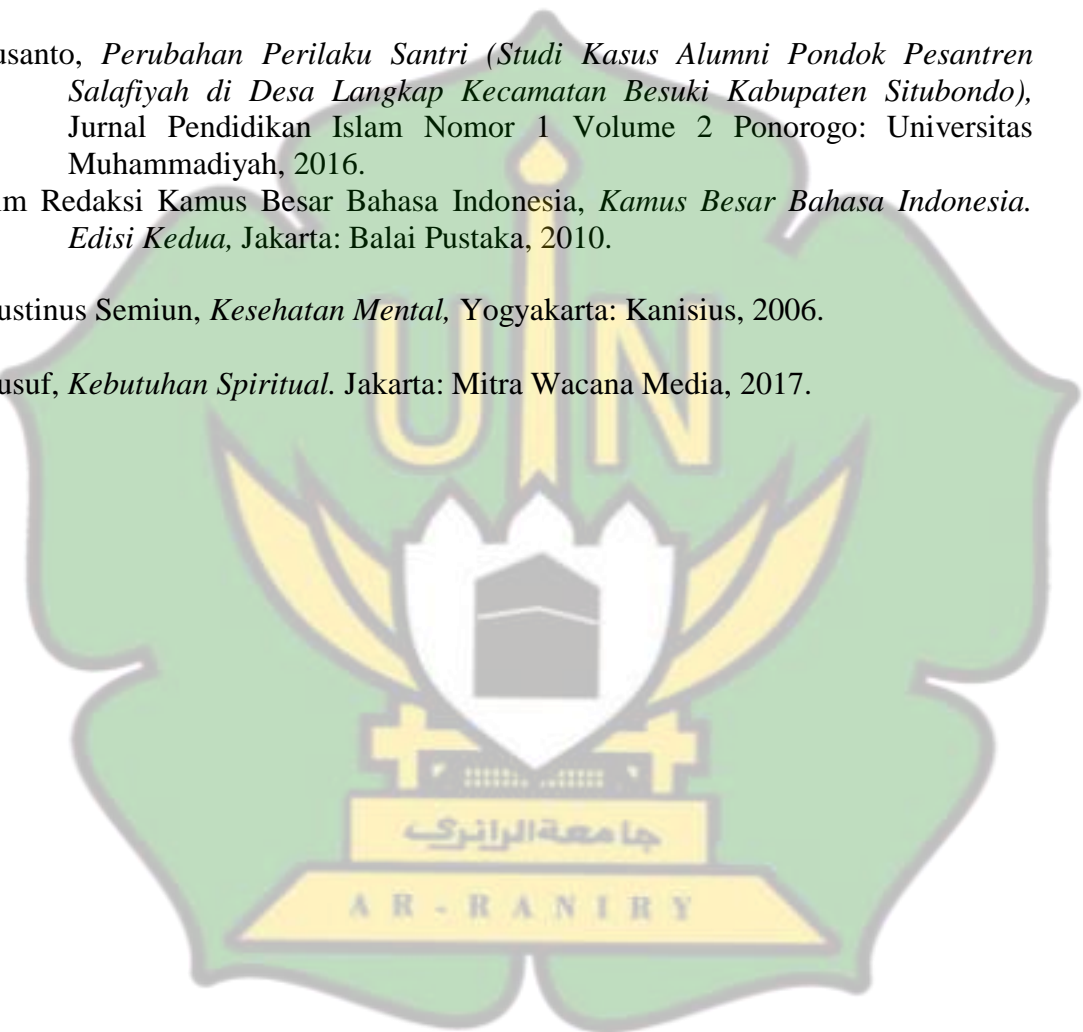 usanto, Perubahan Perilaku Santri (Studi Kasus Alumni Pondok Pesantren
Salafiyah di Desa Langkap Kecamatan Besuki Kabupaten Situbondo),
Jurnal Pendidikan Islam Nomor 1 Volume 2 Ponorogo: Universitas
Muhammadiyah, 2016.
m Redaksi Kamus Besar Bahasa Indonesia, Kamus Besar Bahasa Indonesia.
Edisi Kedua, Jakarta: Balai Pustaka, 2010.
ustinus Semiun, Kesehatan Mental, Yogyakarta: Kanisius, 2006.
usuf, Kebutuhan Spiritual. Jakarta: Mitra Wacana Media, 2017.
UIN
جامعة الرانري
AR-RANIRY